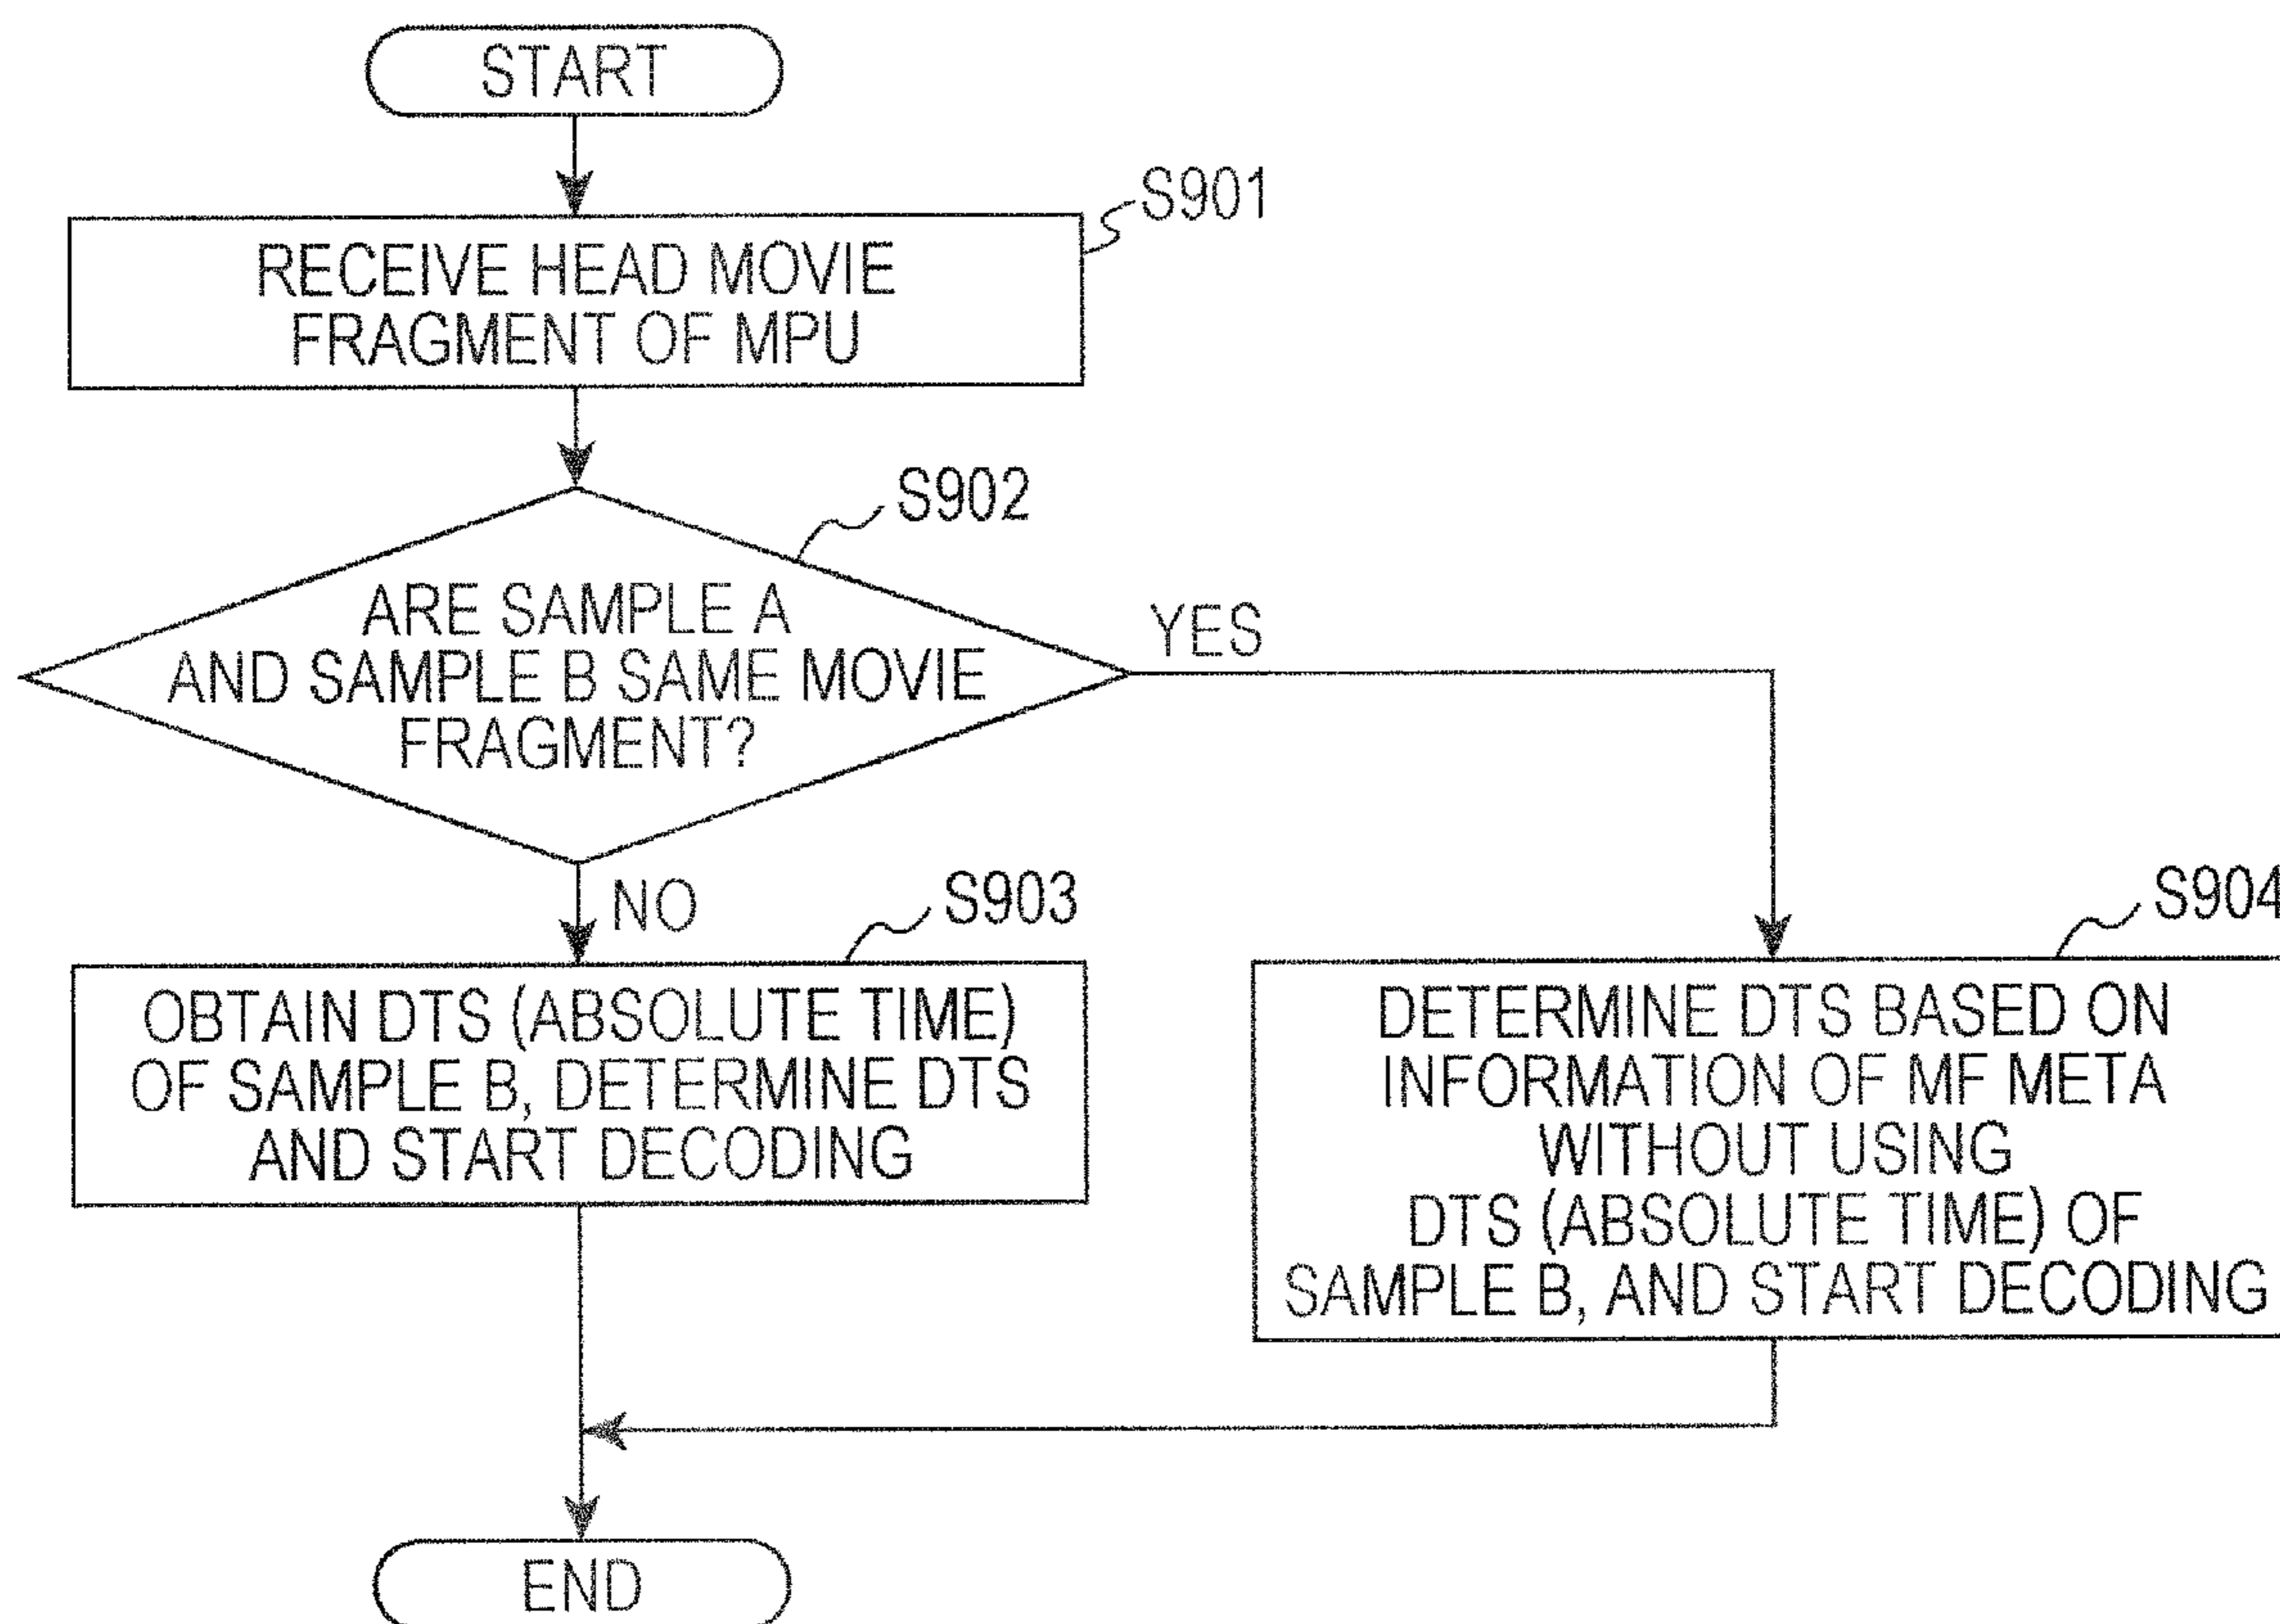 START
S901
RECEIVE HEAD MOVIE
FRAGMENT OF MPU
S902
ARE SAMPLE A
AND SAMPLE B SAME MOVIE
FRAGMENT?
YES
NO
S903
OBTAIN DTS (ABSOLUTE TIME)
OF SAMPLE B, DETERMINE DTS
AND START DECODING
S904
DETERMINE DTS BASED ON
INFORMATION OF MF META
WITHOUT USING
DTS (ABSOLUTE TIME) OF
SAMPLE B, AND START DECODING
END